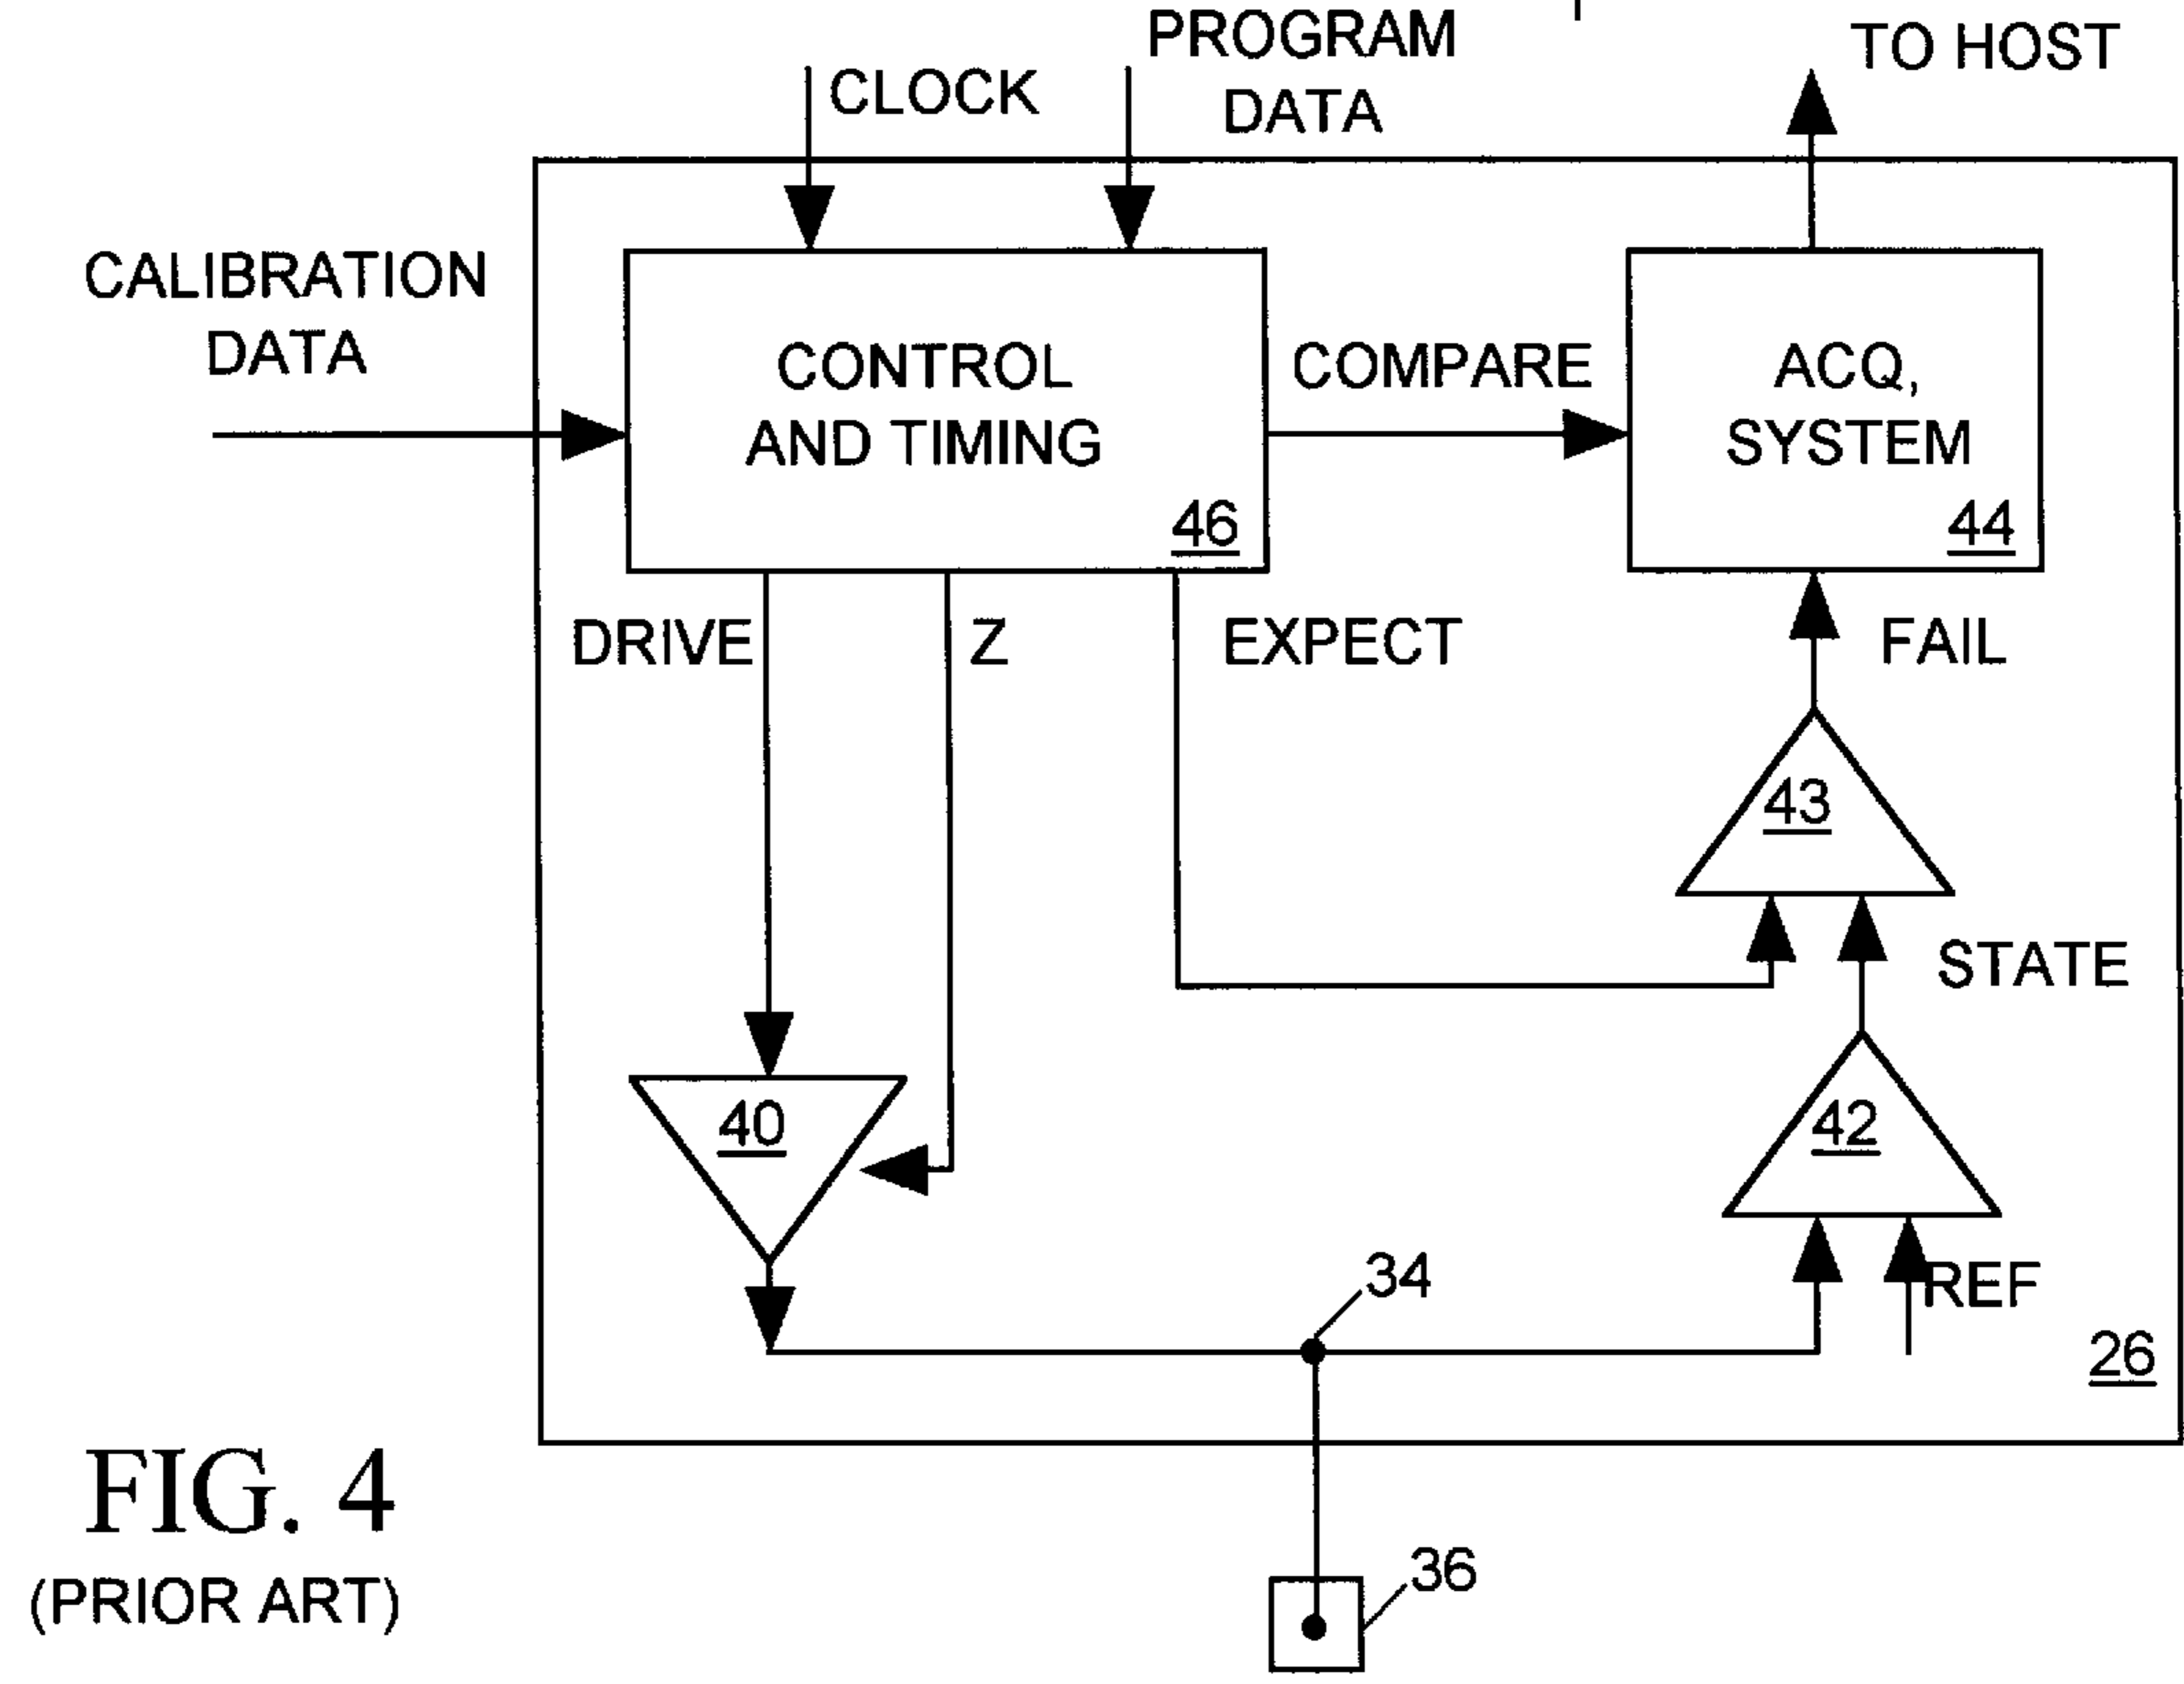 PROGRAM
DATA
CLOCK
TO HOST
CALIBRATION
DATA
CONTROL
AND TIMING
46
COMPARE
ACQ,
SYSTEM
44
DRIVE
Z
EXPECT
FAIL
43
STATE
40
42
34
REF
26
FIG. 4
(PRIOR ART)
36